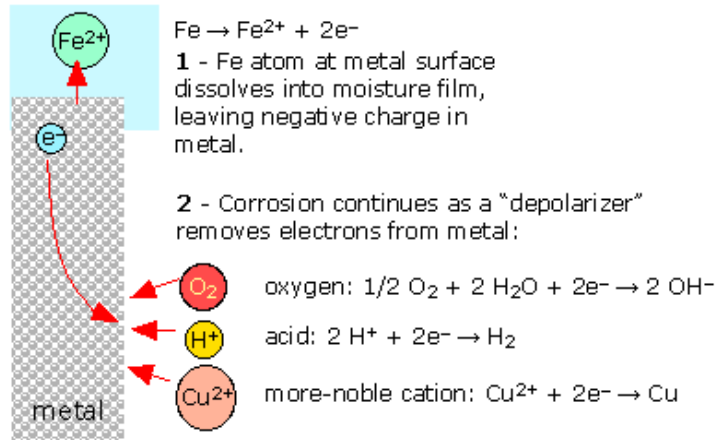 Fe²⁺
Fe → Fe²⁺ + 2e⁻
1 - Fe atom at metal surface
dissolves into moisture film,
leaving negative charge in
metal.
e⁻
2 - Corrosion continues as a “depolarizer”
removes electrons from metal:
O₂
oxygen: 1/2 O₂ + 2 H₂O + 2e⁻ → 2 OH⁻
H⁺
acid: 2 H⁺ + 2e⁻ → H₂
Cu²⁺
more-noble cation: Cu²⁺ + 2e⁻ → Cu
metal